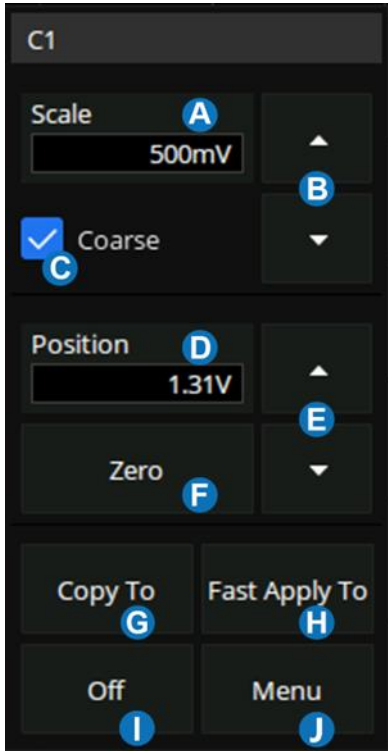 C1
Scale A
500mV
B
Coarse
C
Position D
1.31V
E
Zero
F
Copy To Fast Apply To
G H
Off Menu
I J